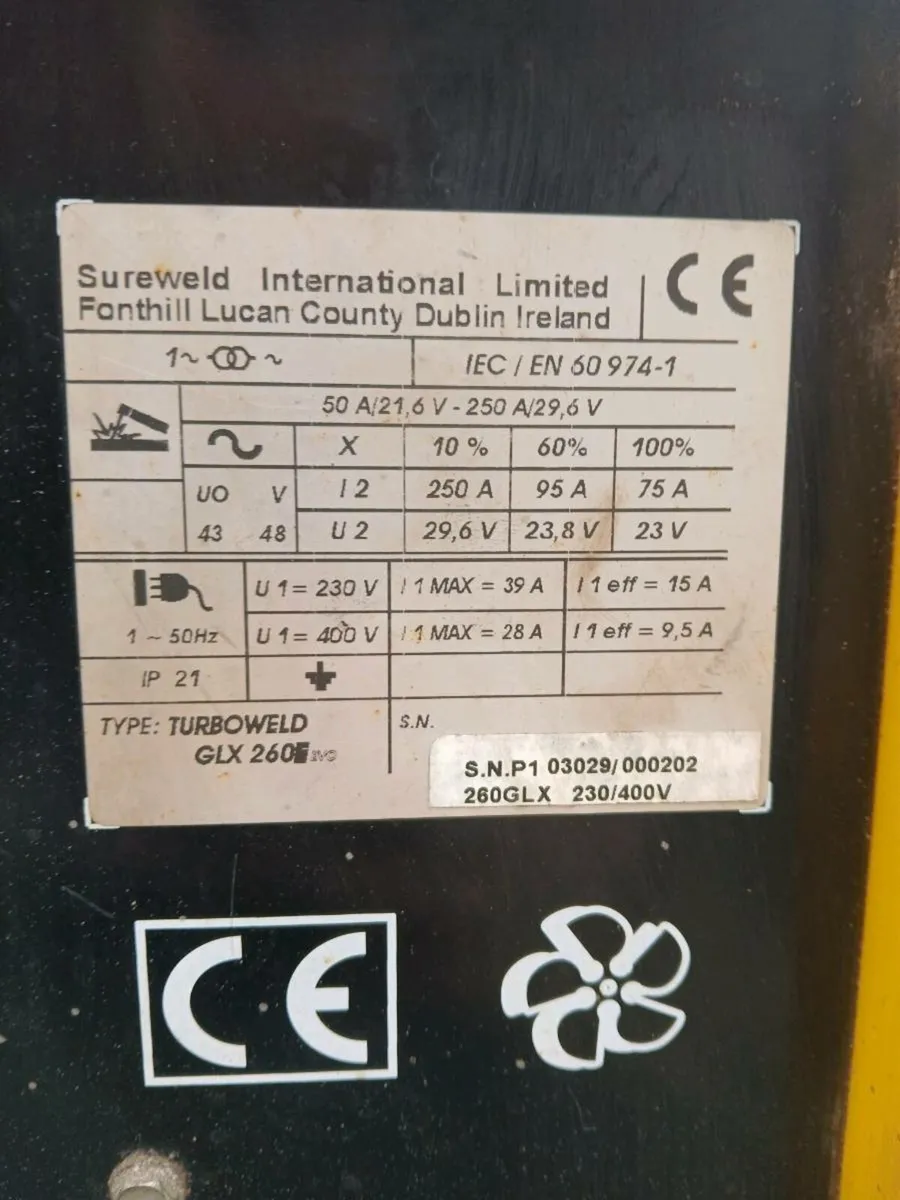 Sureweld International Limited
Fonthill Lucan County Dublin Ireland
CE
1~ ~
IEC / EN 60 974-1
50 A/21,6 V - 250 A/29,6 V
X 10 % 60% 100%
UO V I 2 250 A 95 A 75 A
43 48 U 2 29,6 V 23,8 V 23 V
U 1= 230 V I 1 MAX = 39 A I 1 eff = 15 A
1 ~ 50Hz U 1= 400 V I 1 MAX = 28 A I 1 eff = 9,5 A
IP 21
TYPE: TURBOWELD S.N.
GLX 260
S.N.P1 03029/000202
260GLX 230/400V
CE